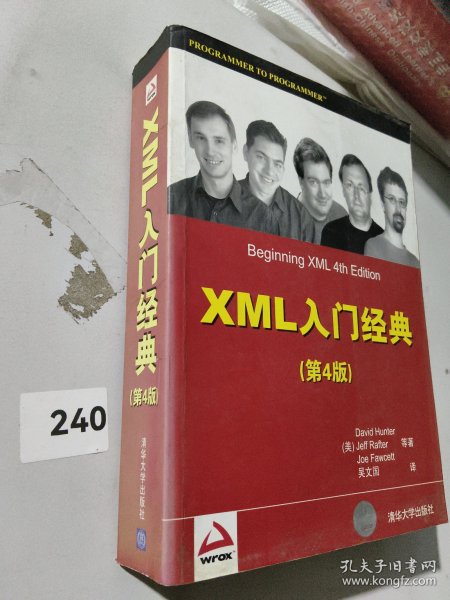 PROGRAMMER TO PROGRAMMER™
Beginning XML 4th Edition
XML入门经典
(第4版)
David Hunter
(美) Jeff Rafter 等著
Joe Fawcett
吴文国 译
清华大学出版社
wrox™
wrox
XML入门经典
(第4版)
清华大学出版社
240
孔夫子旧书网
www.kongfz.com